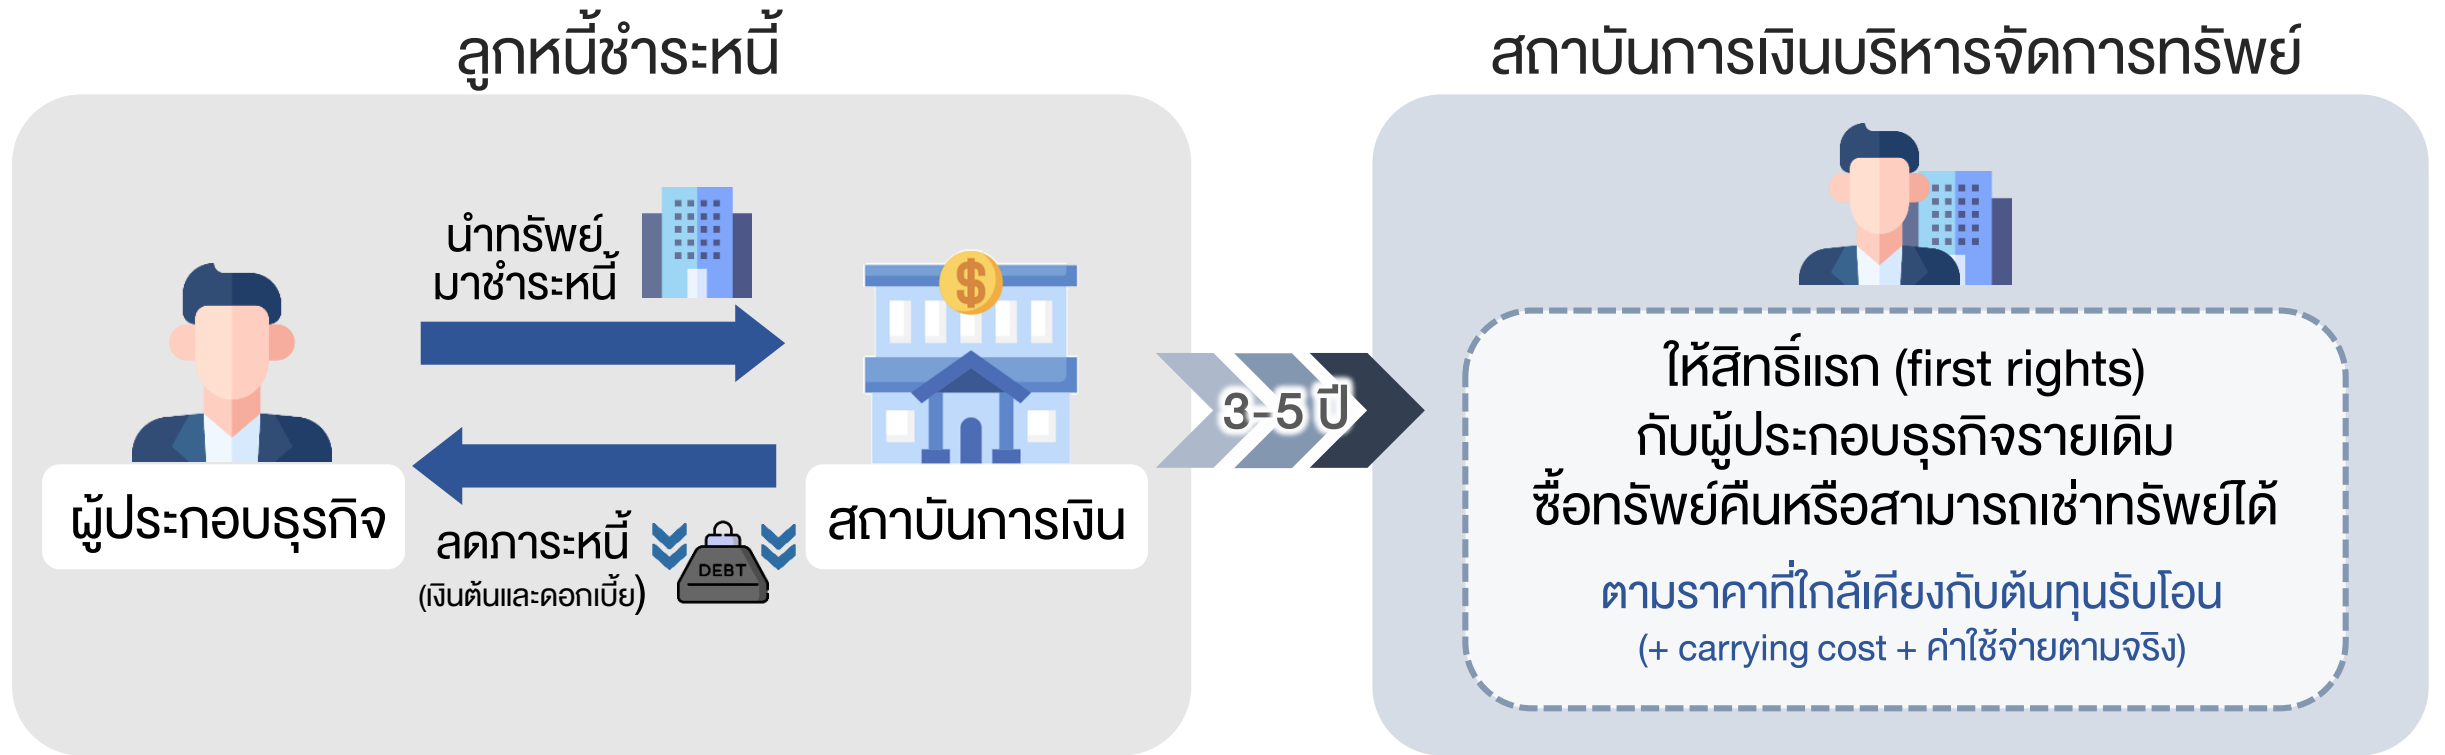 ลูกหนี้ชำระหนี้
นำทรัพย์
มาชำระหนี้
ผู้ประกอบธุรกิจ
ลดภาระหนี้
(เงินต้นและดอกเบี้ย)
DEBT
$
สถาบันการเงิน
3-5 ปี
สถาบันการเงินบริหารจัดการทรัพย์
ให้สิทธิ์แรก (first rights)
กับผู้ประกอบธุรกิจรายเดิม
ซื้อทรัพย์คืนหรือสามารถเช่าทรัพย์ได้
ตามราคาที่ใกล้เคียงกับต้นทุนรับโอน
(+ carrying cost + ค่าใช้จ่ายตามจริง)